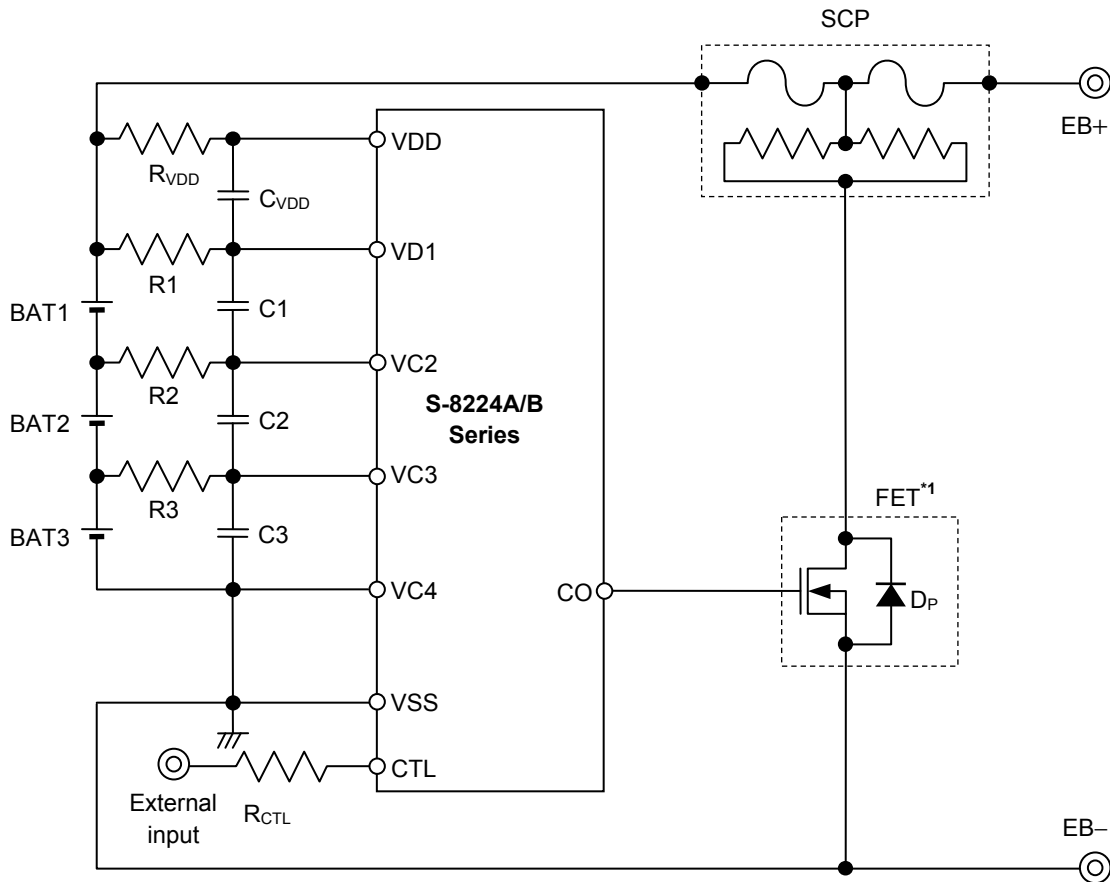 SCP
EB+
VDD
RVDD
CVDD
VD1
R1
BAT1
C1
VC2
R2
S-8224A/B
Series
BAT2
C2
VC3
R3
FET*1
BAT3
C3
VC4
CO
DP
VSS
CTL
External
input
RCTL
EB−